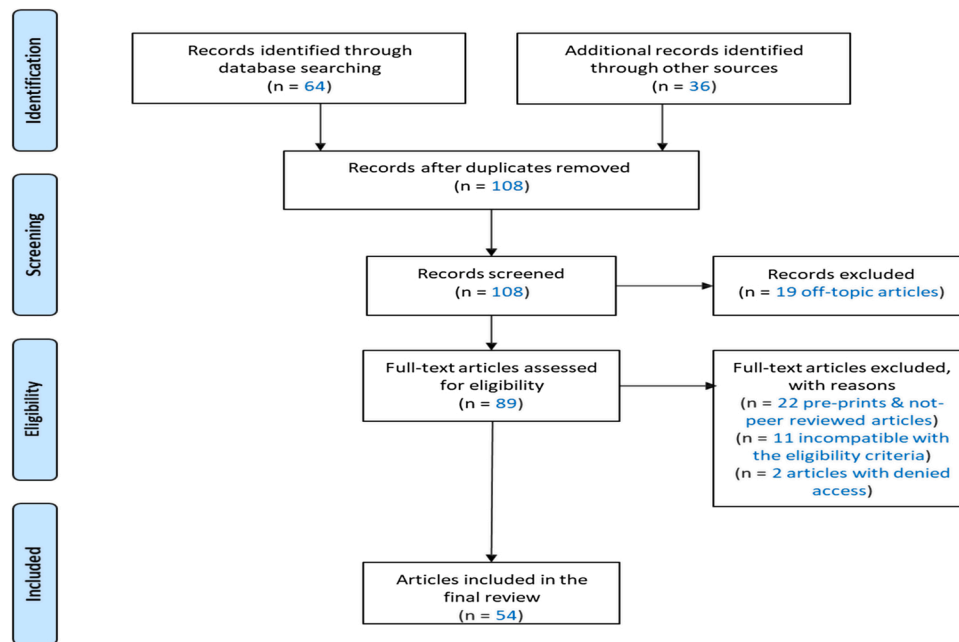 Identification
Records identified through
database searching
(n = 64)
Additional records identified
through other sources
(n = 36)
Records after duplicates removed
(n = 108)
Screening
Records screened
(n = 108)
Records excluded
(n = 19 off-topic articles)
Eligibility
Full-text articles assessed
for eligibility
(n = 89)
Full-text articles excluded,
with reasons
(n = 22 pre-prints & not-
peer reviewed articles)
(n = 11 incompatible with
the eligibility criteria)
(n = 2 articles with denied
access)
Included
Articles included in the
final review
(n = 54)